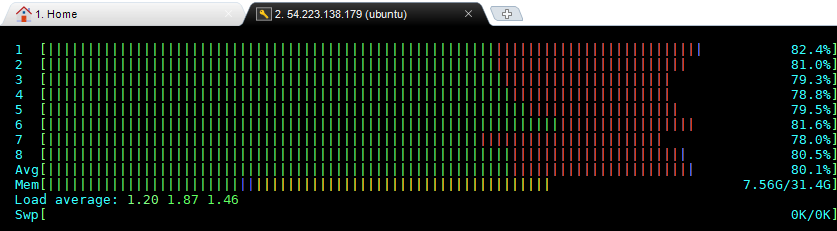 1. Home
2. 54.223.138.179 (ubuntu)
1 [ 82.4%]
2 [ 81.0%]
3 [ 79.3%]
4 [ 78.8%]
5 [ 79.5%]
6 [ 81.6%]
7 [ 78.0%]
8 [ 80.5%]
Avg[ 80.1%]
Mem[ 7.56G/31.4G]
Load average: 1.20 1.87 1.46
Swp[ 0K/0K]